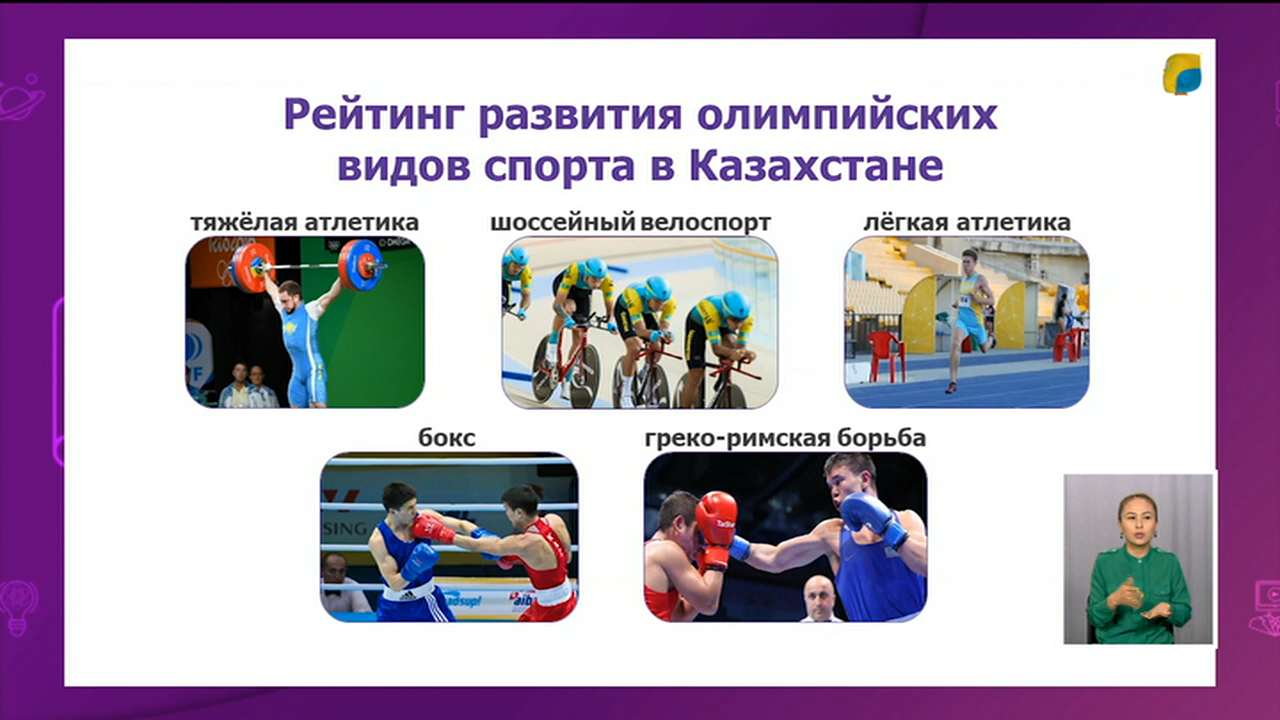 Рейтинг развития олимпийских
видов спорта в Казахстане
тяжёлая атлетика
шоссейный велоспорт
лёгкая атлетика
бокс
греко-римская борьба